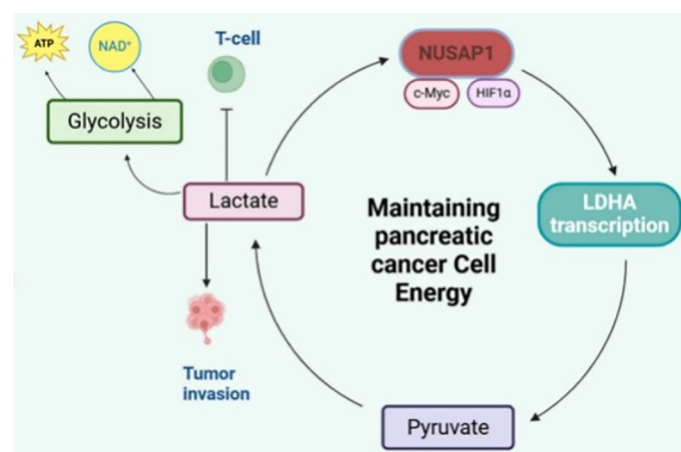 ATP
NAD⁺
T-cell
NUSAP1
c-Myc
HIF1α
Glycolysis
Lactate
LDHA
transcription
Maintaining
pancreatic
cancer Cell
Energy
Tumor
invasion
Pyruvate